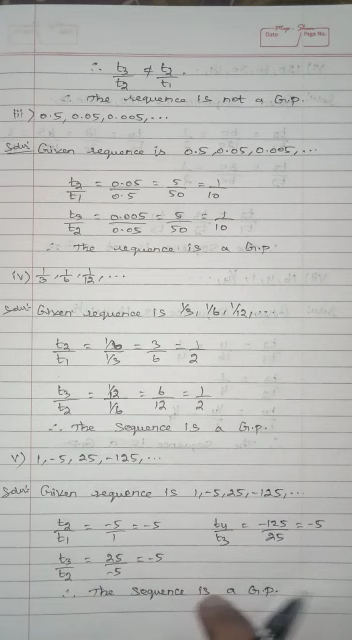 Date
Page No.
∴ t₃/t₂ ≠ t₂/t₁.
∴ The sequence is not a G.P.
iii) 0.5, 0.05, 0.005, ...
Solⁿ: Given sequence is 0.5, 0.05, 0.005, ...
t₂/t₁ = 0.05/0.5 = 5/50 = 1/10
t₃/t₂ = 0.005/0.05 = 5/50 = 1/10
∴ The sequence is a G.P.
iv) 1/3, 1/6, 1/12, ...
Solⁿ: Given sequence is 1/3, 1/6, 1/12, ...
t₂/t₁ = 1/6 / 1/3 = 3/6 = 1/2
t₃/t₂ = 1/12 / 1/6 = 6/12 = 1/2
∴ The sequence is a G.P.
v) 1, -5, 25, -125, ...
Solⁿ: Given sequence is 1, -5, 25, -125, ...
t₂/t₁ = -5/1 = -5 t₄/t₃ = -125/25 = -5
t₃/t₂ = 25/-5 = -5
∴ The sequence is a G.P.